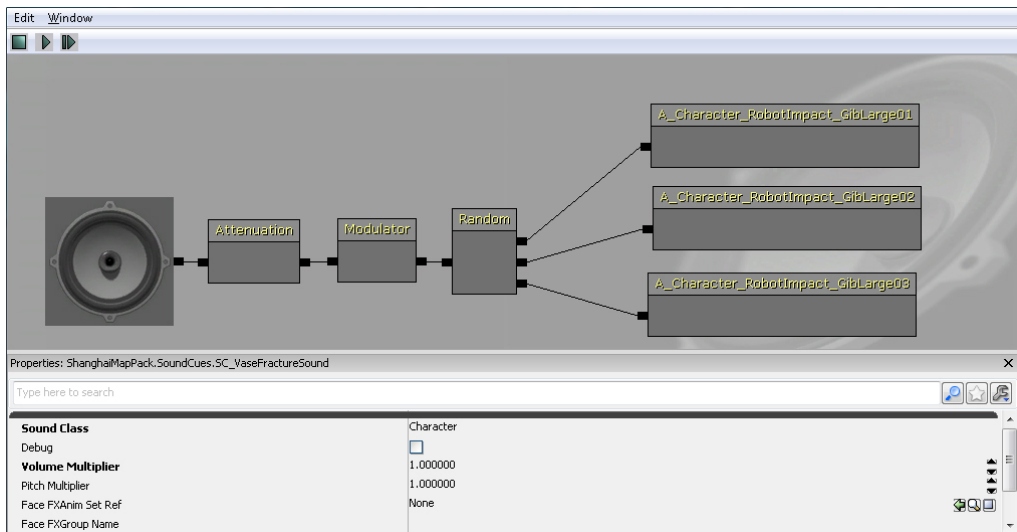 Edit Window
A_Character_RobotImpact_GibLarge01
A_Character_RobotImpact_GibLarge02
Attenuation
Modulator
Random
A_Character_RobotImpact_GibLarge03
Properties: ShanghaiMapPack.SoundCues.SC_VaseFractureSound
Type here to search
Sound Class Character
Debug
Volume Multiplier 1.000000
Pitch Multiplier 1.000000
Face FXAnim Set Ref None
Face FXGroup Name